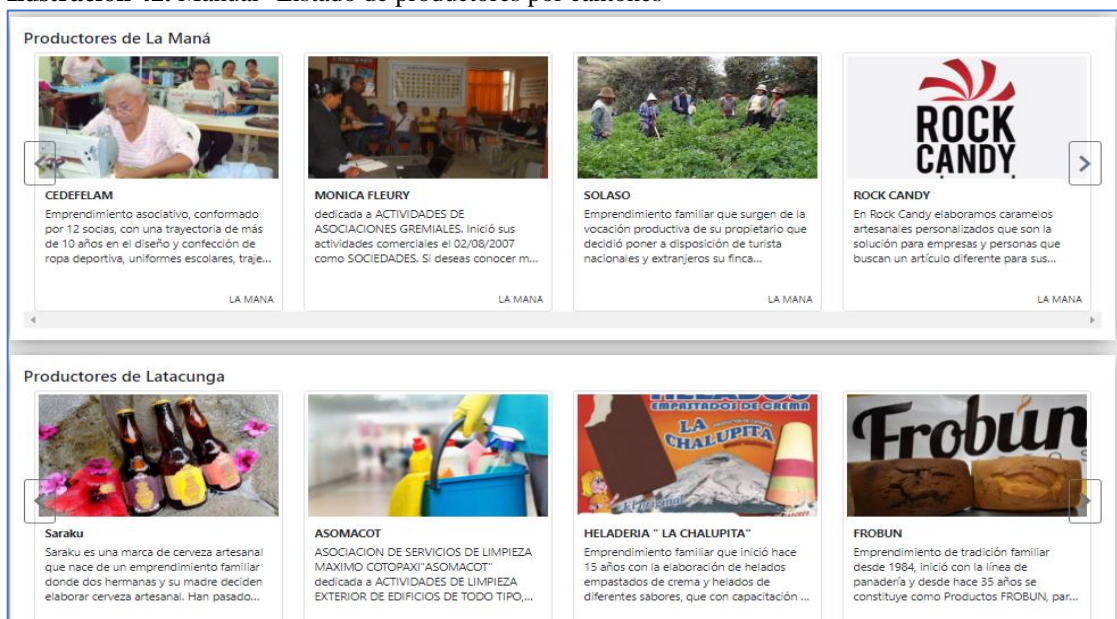 Productores de La Maná
ROCK
CANDY
CEDEFELAM
Emprendimiento asociativo, conformado
por 12 socias, con una trayectoria de más
de 10 años en el diseño y confección de
ropa deportiva, uniformes escolares, traje...
LA MANA
MONICA FLEURY
dedicada a ACTIVIDADES DE
ASOCIACIONES GREMIALES. Inició sus
actividades comerciales el 02/08/2007
como SOCIEDADES. Si deseas conocer m...
LA MANA
SOLASO
Emprendimiento familiar que surgen de la
vocación productiva de su propietario que
decidió poner a disposición de turista
nacionales y extranjeros su finca...
LA MANA
ROCK CANDY
En Rock Candy elaboramos caramelos
artesanales personalizados que son la
solución para empresas y personas que
buscan un artículo diferente para sus...
LA MANA
Productores de Latacunga
EMPASTADOS DE CREMA
LA
CHALUPITA
El original
Frobun
Saraku
Saraku es una marca de cerveza artesanal
que nace de un emprendimiento familiar
donde dos hermanas y su madre deciden
elaborar cerveza artesanal. Han pasado...
ASOMACOT
ASOCIACION DE SERVICIOS DE LIMPIEZA
MAXIMO COTOPAXI"ASOMACOT"
dedicada a ACTIVIDADES DE LIMPIEZA
EXTERIOR DE EDIFICIOS DE TODO TIPO,...
HELADERIA " LA CHALUPITA"
Emprendimiento familiar que inició hace
15 años con la elaboración de helados
empastados de crema y helados de
diferentes sabores, que con capacitación ...
FROBUN
Emprendimiento de tradición familiar
desde 1984, inició con la línea de
panadería y desde hace 35 años se
constituye como Productos FROBUN, par...